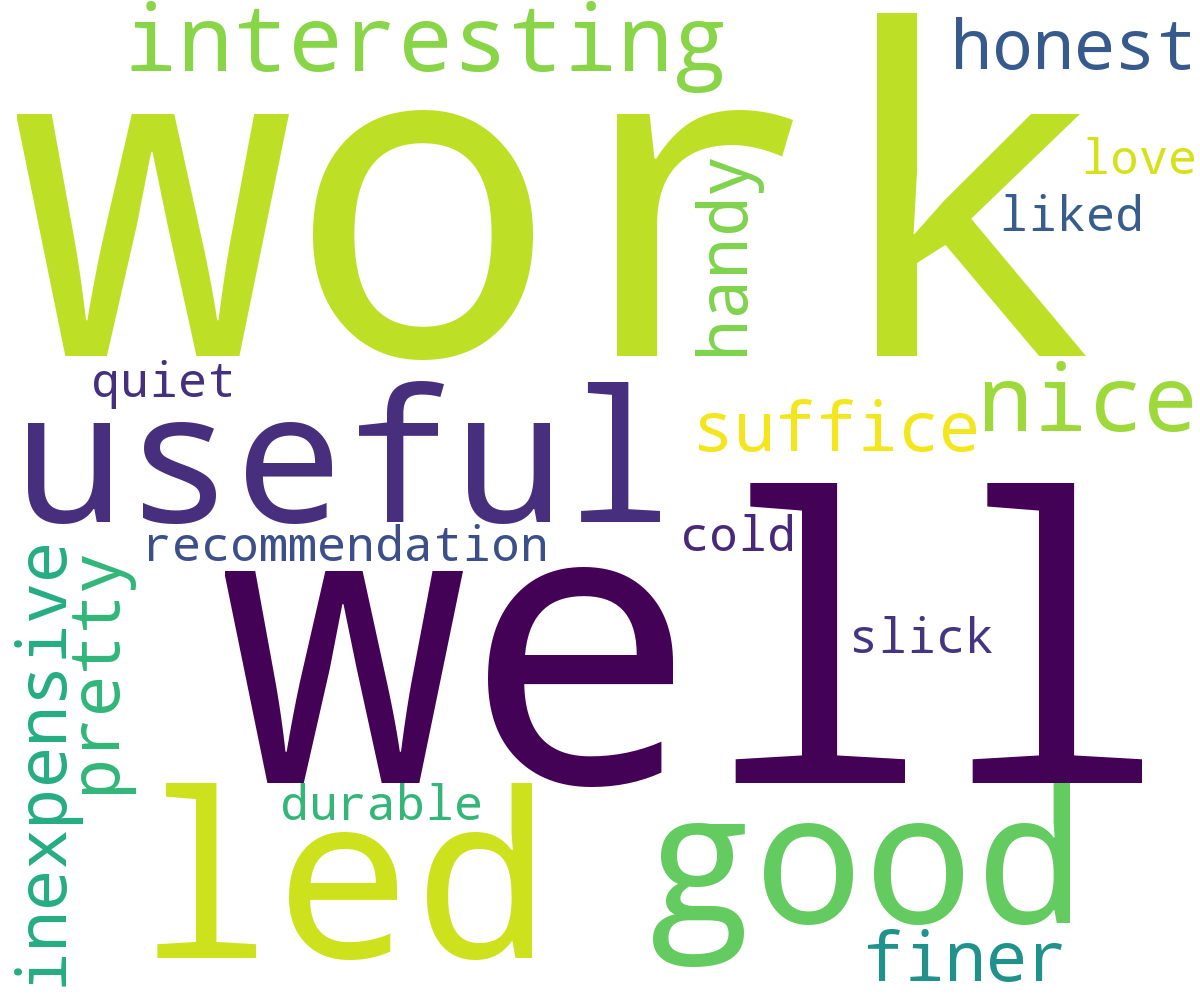 interesting
honest
work
love
liked
handy
quiet
nice
useful
suffice
recommendation
cold
well
slick
inexpensive
pretty
durable
led
good
finer